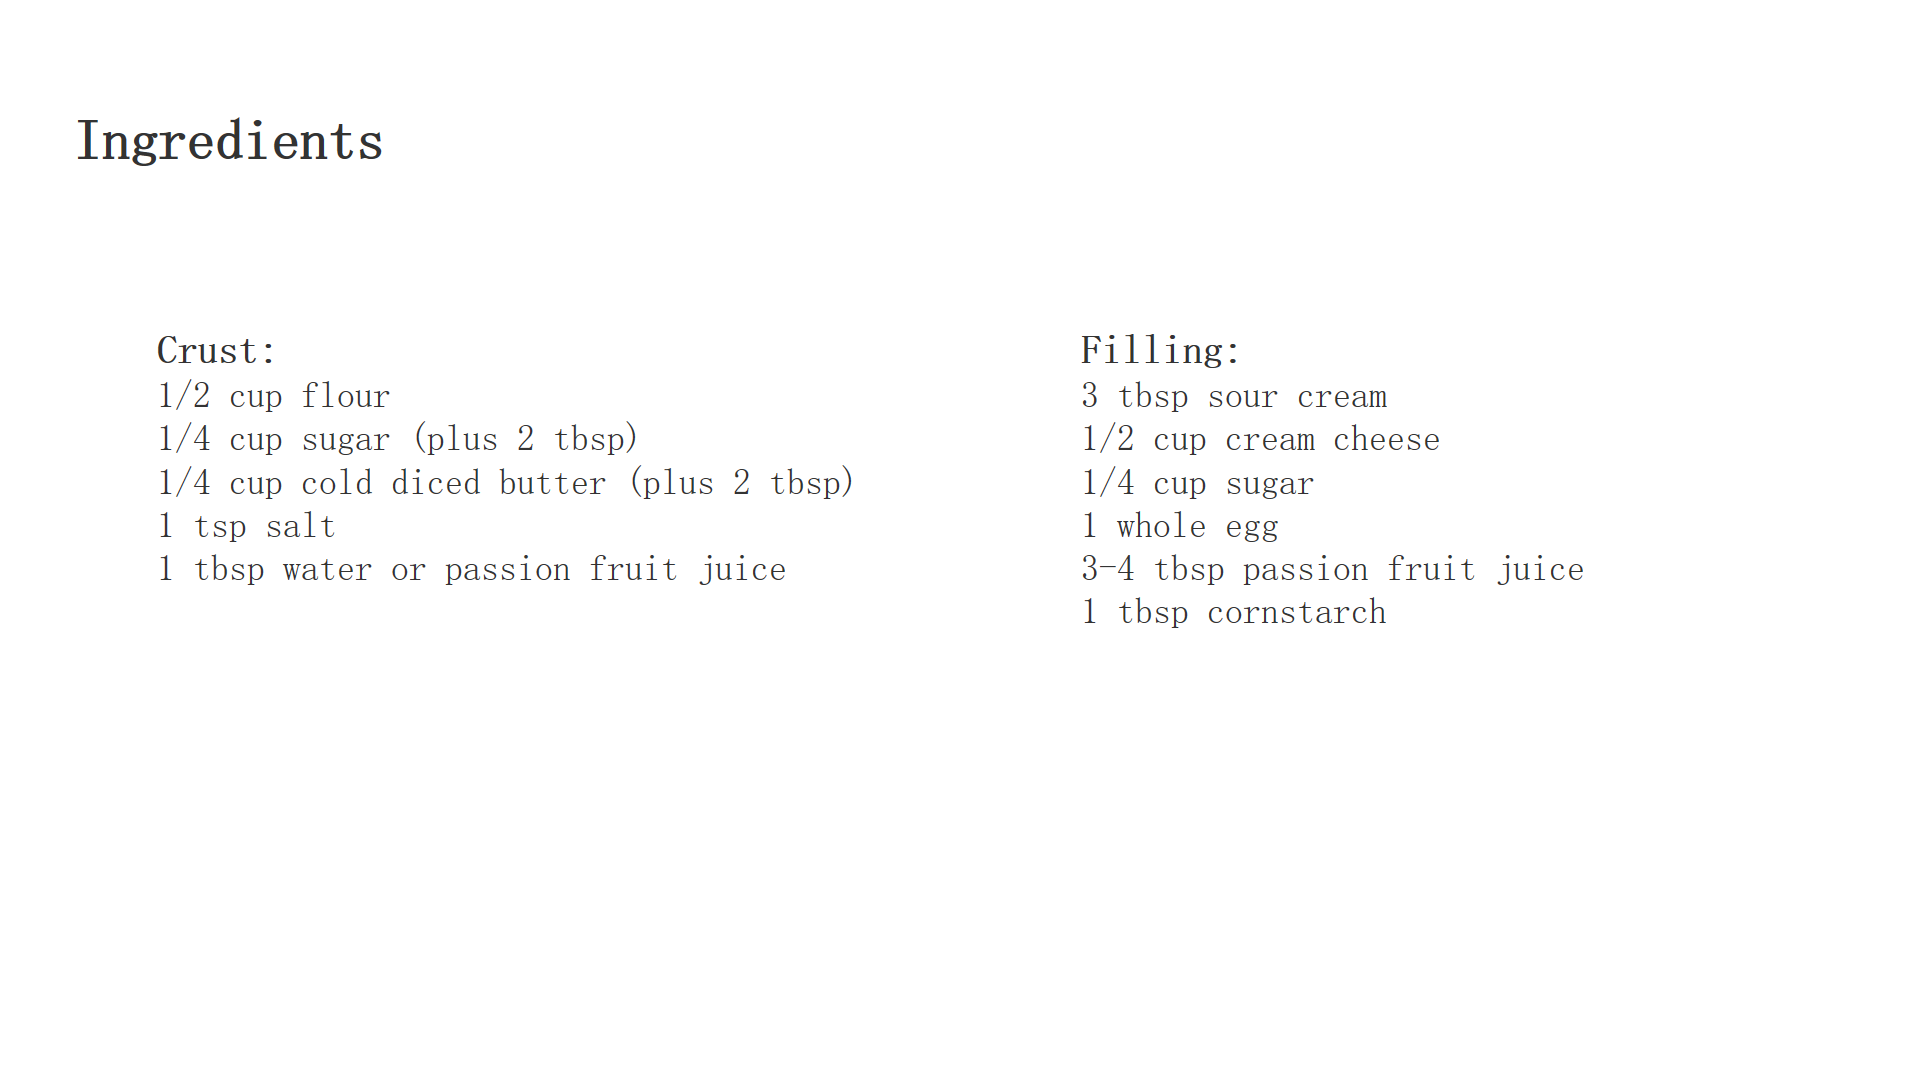 Ingredients
Crust:
1/2 cup flour
1/4 cup sugar (plus 2 tbsp)
1/4 cup cold diced butter (plus 2 tbsp)
1 tsp salt
1 tbsp water or passion fruit juice
Filling:
3 tbsp sour cream
1/2 cup cream cheese
1/4 cup sugar
1 whole egg
3-4 tbsp passion fruit juice
1 tbsp cornstarch